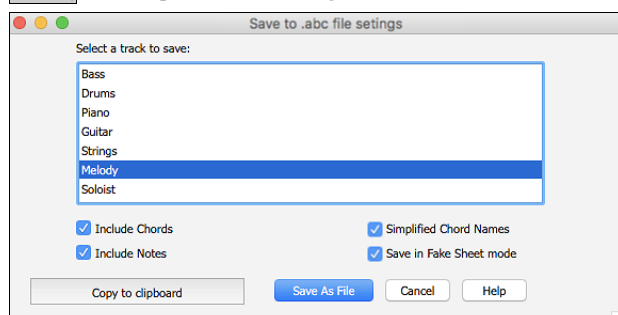 Save to .abc file setings
Select a track to save:
Bass
Drums
Piano
Guitar
Strings
Melody
Soloist
Include Chords
Simplified Chord Names
Include Notes
Save in Fake Sheet mode
Copy to clipboard
Save As File
Cancel
Help